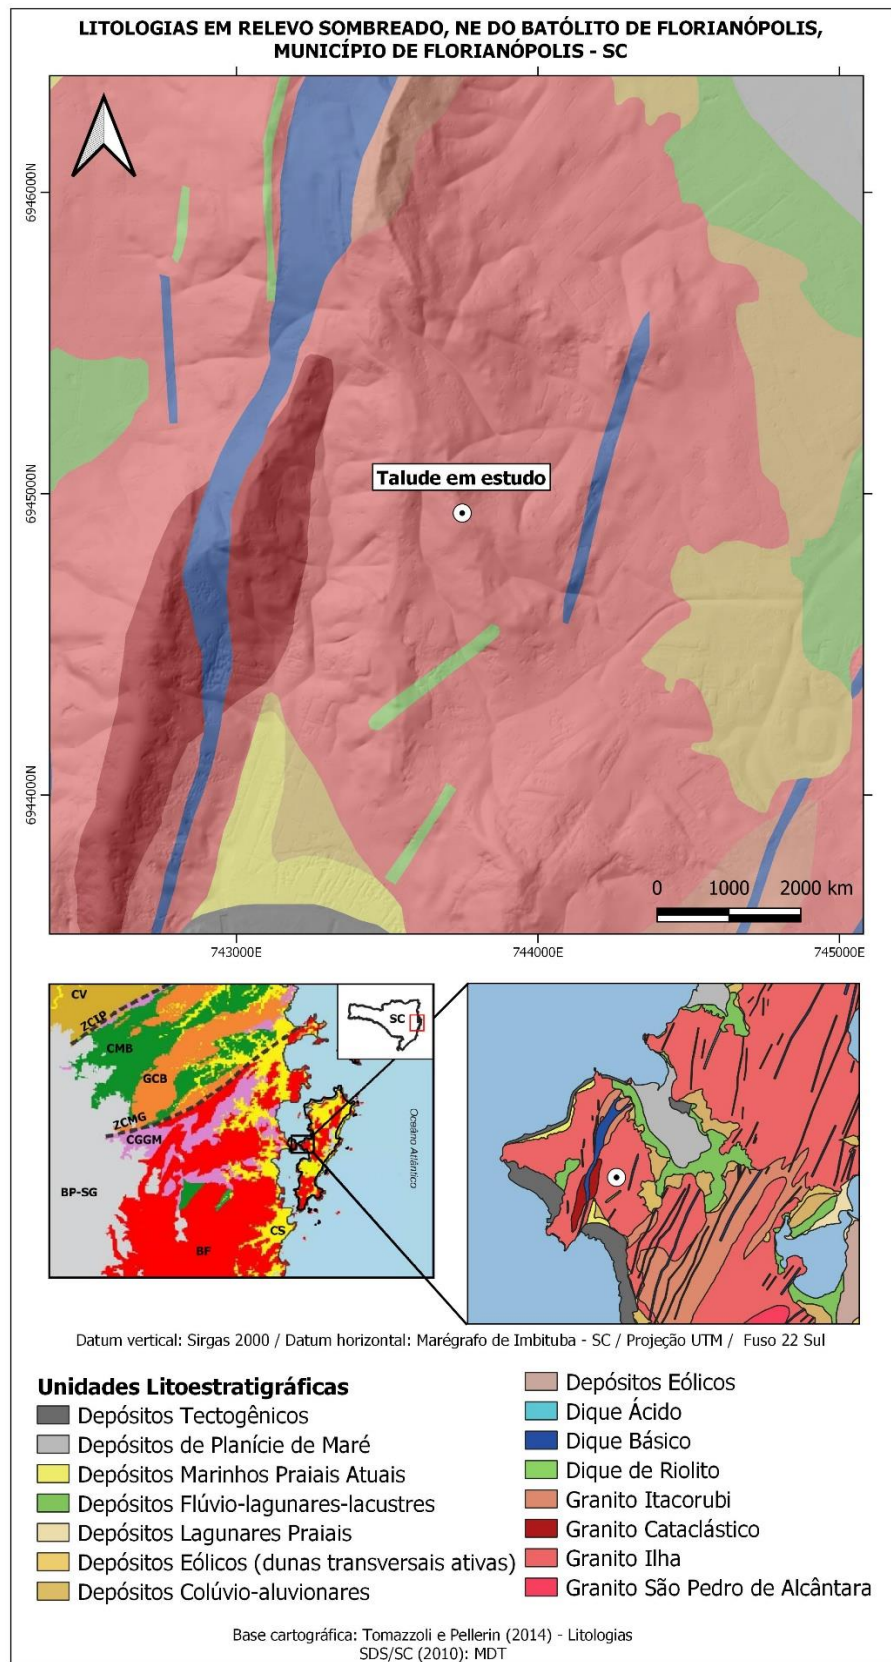 LITOLOGIAS EM RELEVO SOMBREADO, NE DO BATÓLITO DE FLORIANÓPOLIS,
MUNICÍPIO DE FLORIANÓPOLIS - SC
6946000N
6945000N
6944000N
Talude em estudo
0 1000 2000 km
743000E 744000E 745000E
CV
ZCIP
CMB
GCB
ZCMG
CGGM
BP-SG
BF
CS
SC
Oceâno Atlântico
Datum vertical: Sirgas 2000 / Datum horizontal: Marégrafo de Imbituba - SC / Projeção UTM / Fuso 22 Sul
Unidades Litoestratigráficas
Depósitos Tectogênicos
Depósitos de Planície de Maré
Depósitos Marinhos Praiais Atuais
Depósitos Flúvio-lagunares-lacustres
Depósitos Lagunares Praiais
Depósitos Eólicos (dunas transversais ativas)
Depósitos Colúvio-aluvionares
Depósitos Eólicos
Dique Ácido
Dique Básico
Dique de Riolito
Granito Itacorubi
Granito Cataclástico
Granito Ilha
Granito São Pedro de Alcântara
Base cartográfica: Tomazzoli e Pellerin (2014) - Litologias
SDS/SC (2010): MDT